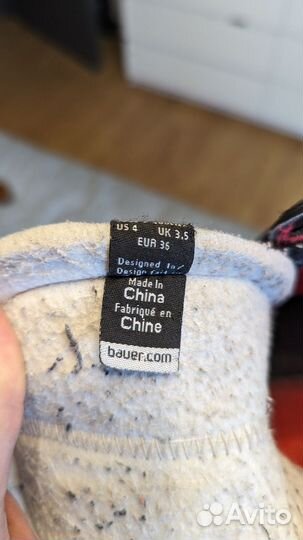 US 4 UK 3.5
EUR 36
Designed In/
Made In
China
Fabriqué en
Chine
bauer.com
Avito